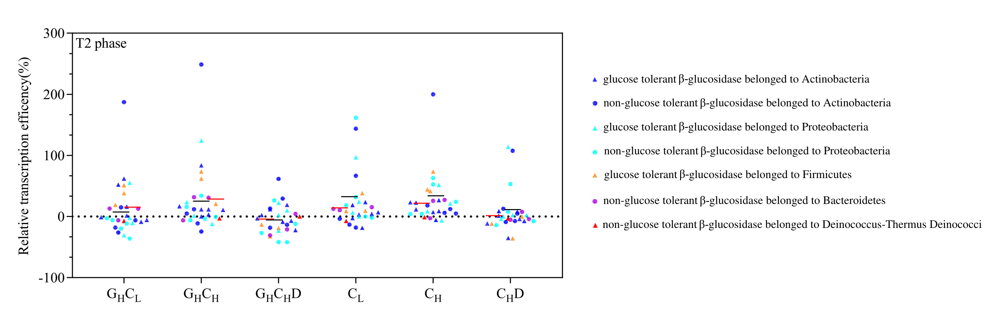 300
T2 phase
200
100
0
-100
Relative transcription efficency(%)
GHCL
GHCH
GHCHD
CL
CH
CHD
glucose tolerant β-glucosidase belonged to Actinobacteria
non-glucose tolerant β-glucosidase belonged to Actinobacteria
glucose tolerant β-glucosidase belonged to Proteobacteria
non-glucose tolerant β-glucosidase belonged to Proteobacteria
glucose tolerant β-glucosidase belonged to Firmicutes
non-glucose tolerant β-glucosidase belonged to Bacteroidetes
non-glucose tolerant β-glucosidase belonged to Deinococcus-Thermus Deinococci